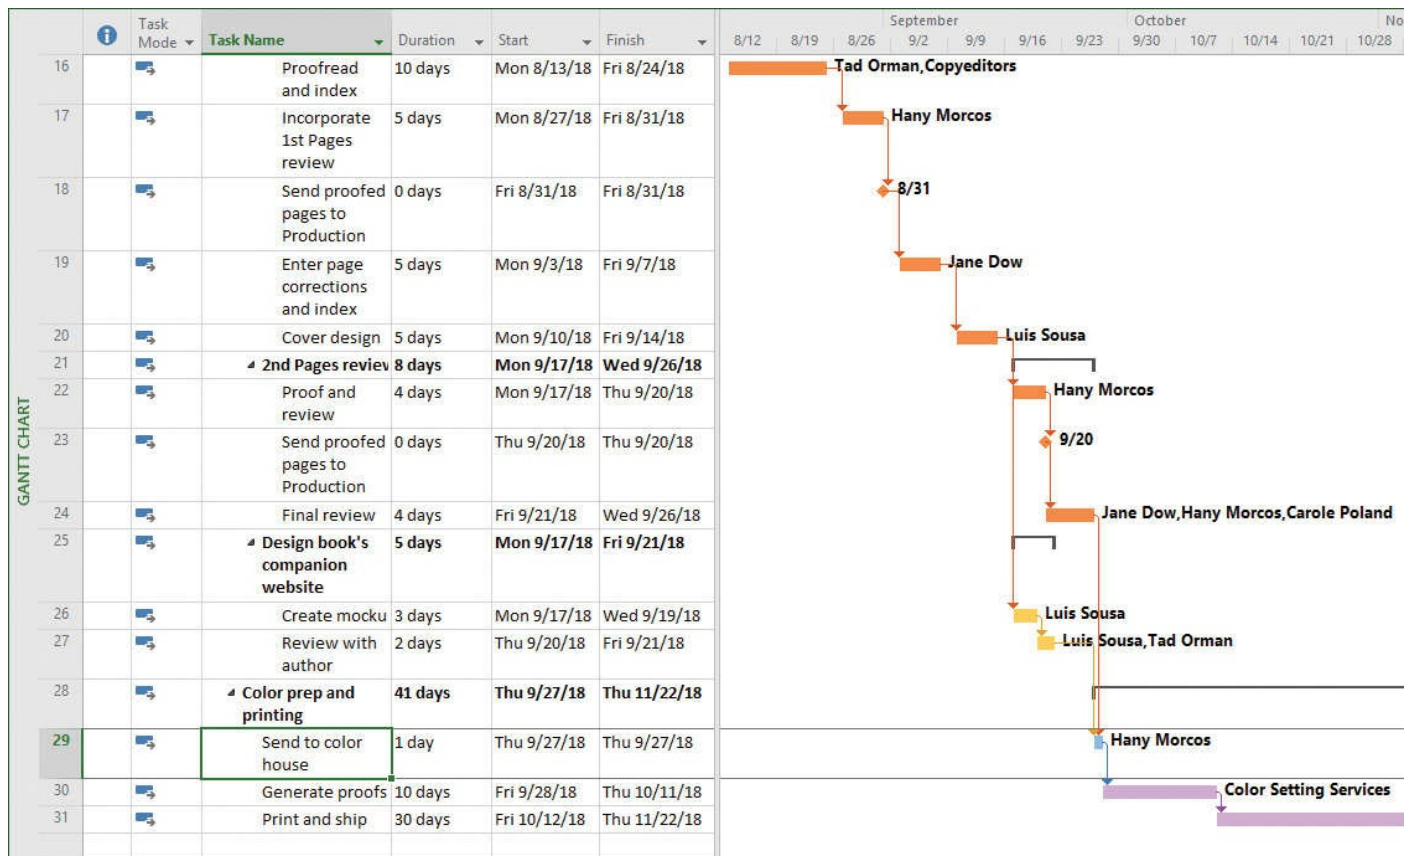 Task
Mode
Task Name
Duration
Start
Finish
September
October
No
8/12 8/19 8/26 9/2 9/9 9/16 9/23 9/30 10/7 10/14 10/21 10/28
GANTT CHART
16 Proofread 10 days Mon 8/13/18 Fri 8/24/18 Tad Orman,Copyeditors
and index
17 Incorporate 5 days Mon 8/27/18 Fri 8/31/18 Hany Morcos
1st Pages
review
18 Send proofed 0 days Fri 8/31/18 Fri 8/31/18 8/31
pages to
Production
19 Enter page 5 days Mon 9/3/18 Fri 9/7/18 Jane Dow
corrections
and index
20 Cover design 5 days Mon 9/10/18 Fri 9/14/18 Luis Sousa
21 2nd Pages review 8 days Mon 9/17/18 Wed 9/26/18
22 Proof and 4 days Mon 9/17/18 Thu 9/20/18 Hany Morcos
review
23 Send proofed 0 days Thu 9/20/18 Thu 9/20/18 9/20
pages to
Production
24 Final review 4 days Fri 9/21/18 Wed 9/26/18 Jane Dow,Hany Morcos,Carole Poland
25 Design book's 5 days Mon 9/17/18 Fri 9/21/18
companion
website
26 Create mocku 3 days Mon 9/17/18 Wed 9/19/18 Luis Sousa
27 Review with 2 days Thu 9/20/18 Fri 9/21/18 Luis Sousa,Tad Orman
author
28 Color prep and 41 days Thu 9/27/18 Thu 11/22/18
printing
29 Send to color 1 day Thu 9/27/18 Thu 9/27/18 Hany Morcos
house
30 Generate proofs 10 days Fri 9/28/18 Thu 10/11/18 Color Setting Services
31 Print and ship 30 days Fri 10/12/18 Thu 11/22/18